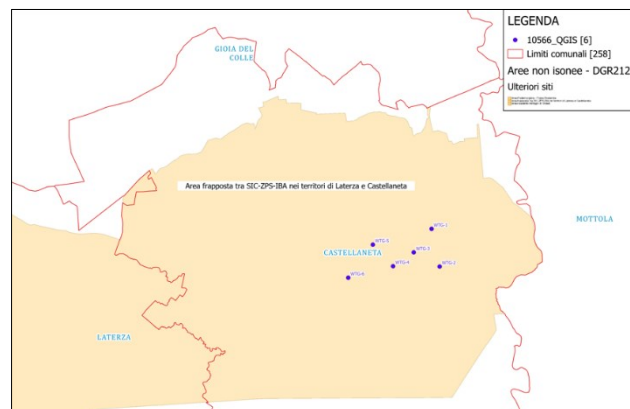 LEGENDA
10566_QGIS [6]
Limiti comunali [258]
Aree non isonee - DGR212
Ulteriori siti
GIOIA DEL
COLLE
Area frapposta tra SIC-ZPS-IBA nei territori di Laterza e Castellaneta
MOTTOLA
WTG-1
WTG-5
WTG-3
CASTELLANETA
WTG-4
WTG-2
WTG-6
LATERZA